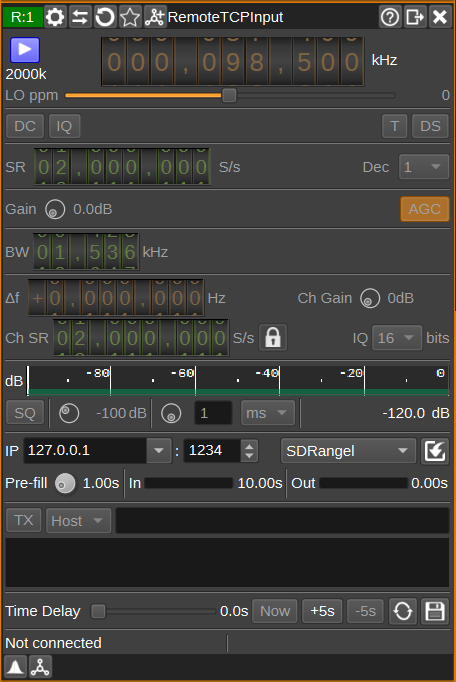 R:1 RemoteTCPInput
000,098,500 kHz
2000k
LO ppm 0
DC IQ T DS
SR 02,000,000 S/s Dec 1
Gain 0.0dB AGC
BW 01,536 kHz
Δf +0,000,000 Hz Ch Gain 0dB
Ch SR 02,000,000 S/s IQ 16 bits
dB -80 -60 -40 -20 0
SQ -100 dB 1 ms -120.0 dB
IP 127.0.0.1 : 1234 SDRangel
Pre-fill 1.00s In 10.00s Out 0.00s
TX Host
Time Delay 0.0s Now +5s -5s
Not connected